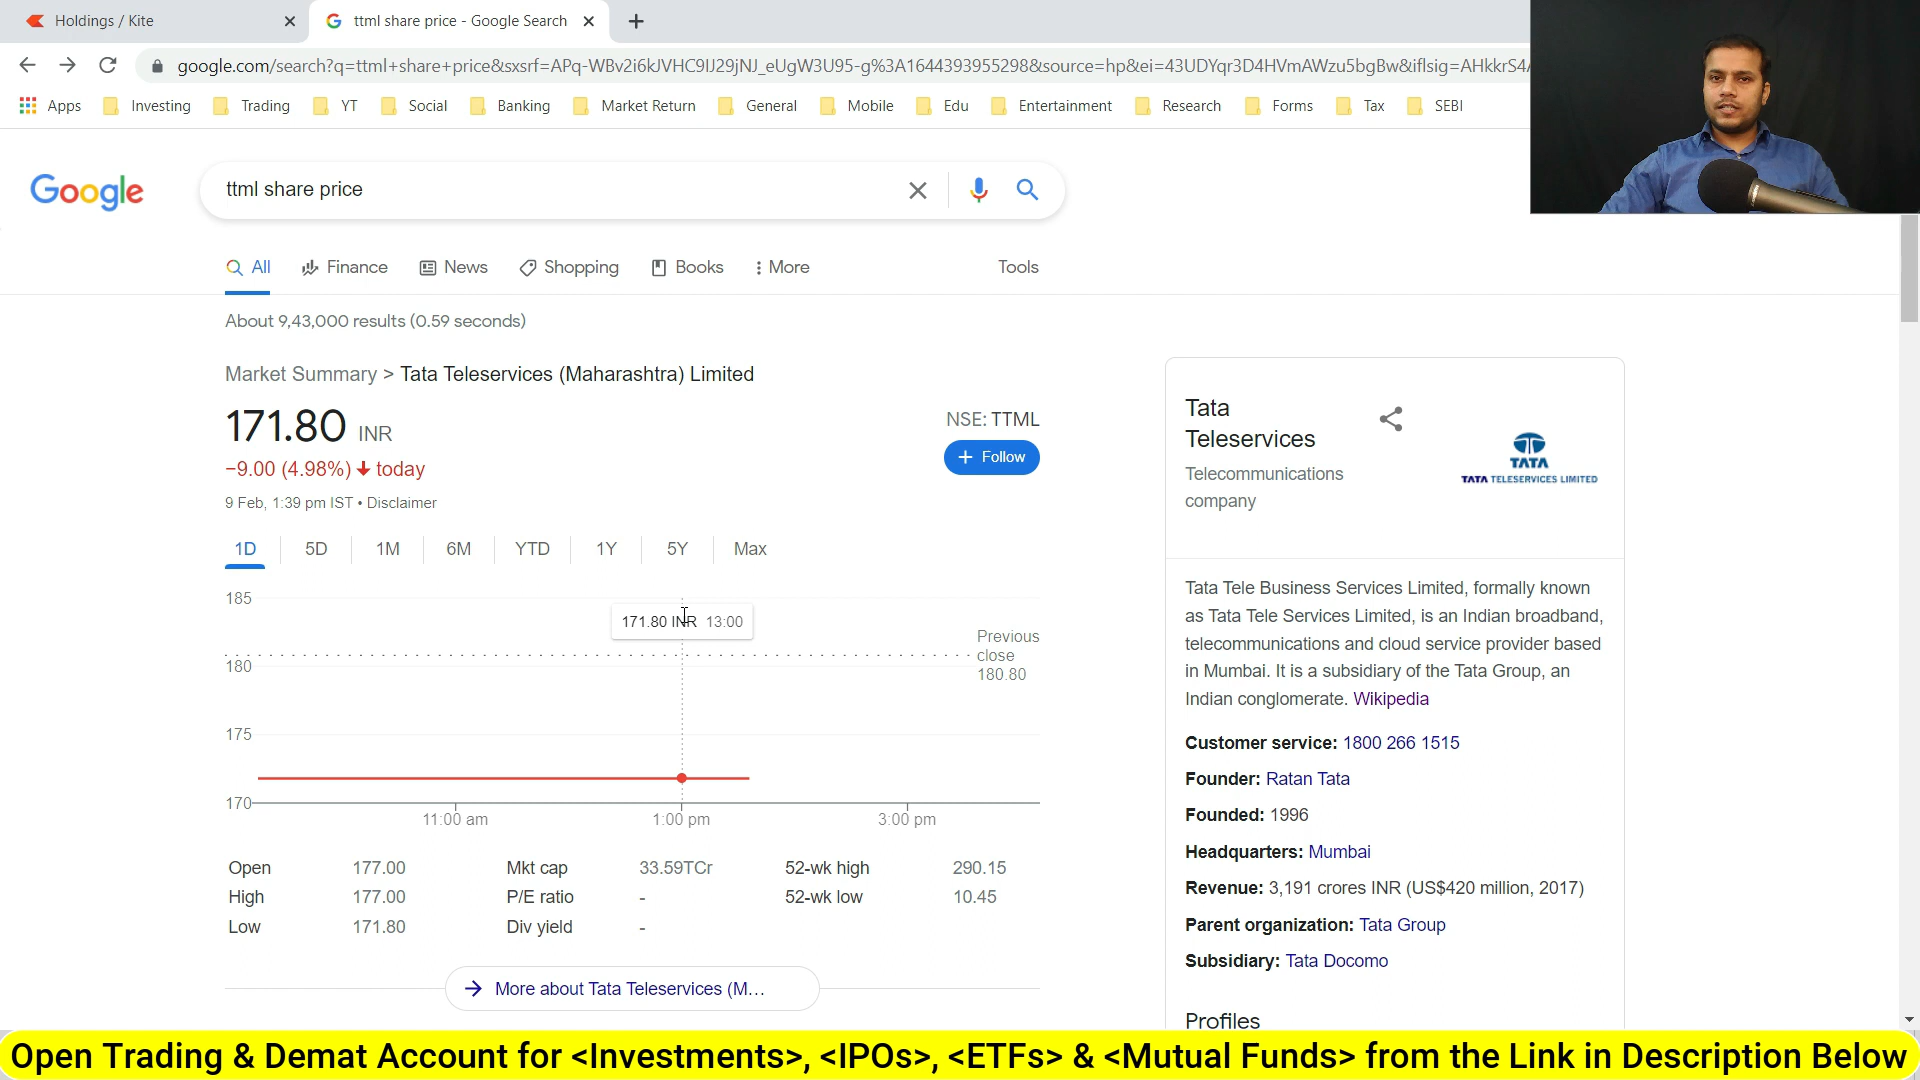 Holdings / Kite
ttml share price - Google Search
google.com/search?q=ttml+share+price&sxsrf=APq-WBv2i6kJVHC9IJ29jNJ_eUgW3U95-g%3A1644393955298&source=hp&ei=43UDYqr3D4HVmAWzu5bgBw&iflsig=AHkkrS4
Apps Investing Trading YT Social Banking Market Return General Mobile Edu Entertainment Research Forms Tax SEBI
Google
ttml share price
All Finance News Shopping Books More Tools
About 9,43,000 results (0.59 seconds)
Market Summary > Tata Teleservices (Maharashtra) Limited
171.80 INR
NSE: TTML
−9.00 (4.98%) today
+ Follow
9 Feb, 1:39 pm IST • Disclaimer
1D 5D 1M 6M YTD 1Y 5Y Max
185
171.80 INR 13:00
Previous
close
180.80
180
175
170
11:00 am 1:00 pm 3:00 pm
Open 177.00 Mkt cap 33.59TCr 52-wk high 290.15
High 177.00 P/E ratio - 52-wk low 10.45
Low 171.80 Div yield -
More about Tata Teleservices (M...
Tata
Teleservices
Telecommunications
company
TATA
TATA TELESERVICES LIMITED
Tata Tele Business Services Limited, formally known
as Tata Tele Services Limited, is an Indian broadband,
telecommunications and cloud service provider based
in Mumbai. It is a subsidiary of the Tata Group, an
Indian conglomerate. Wikipedia
Customer service: 1800 266 1515
Founder: Ratan Tata
Founded: 1996
Headquarters: Mumbai
Revenue: 3,191 crores INR (US$420 million, 2017)
Parent organization: Tata Group
Subsidiary: Tata Docomo
Profiles
Open Trading & Demat Account for <Investments>, <IPOs>, <ETFs> & <Mutual Funds> from the Link in Description Below